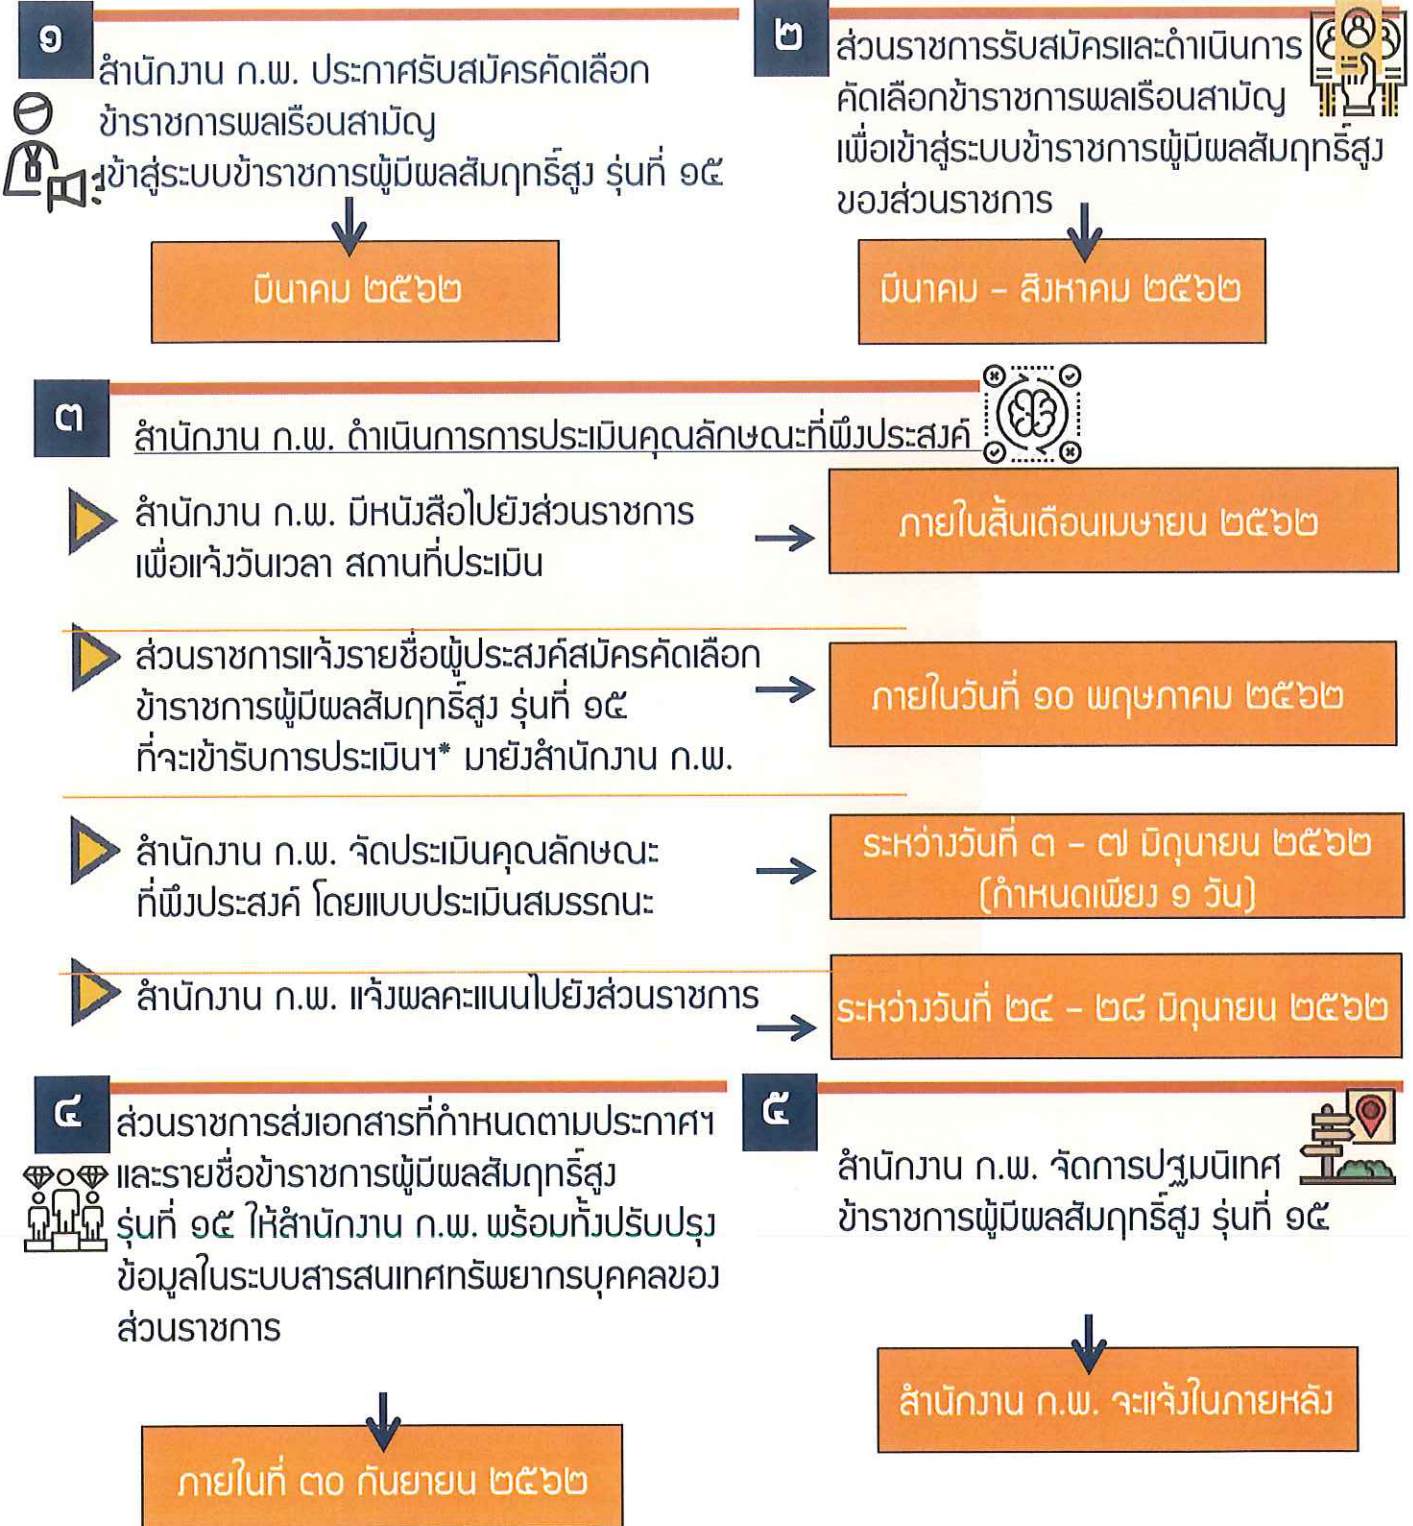 ๑
สำนักงาน ก.พ. ประกาศรับสมัครคัดเลือก
ข้าราชการพลเรือนสามัญ
เข้าสู่ระบบข้าราชการผู้มีผลสัมฤทธิ์สูง รุ่นที่ ๑๕
มีนาคม ๒๕๖๒
๒
ส่วนราชการรับสมัครและดำเนินการ
คัดเลือกข้าราชการพลเรือนสามัญ
เพื่อเข้าสู่ระบบข้าราชการผู้มีผลสัมฤทธิ์สูง
ของส่วนราชการ
มีนาคม – สิงหาคม ๒๕๖๒
๓
สำนักงาน ก.พ. ดำเนินการการประเมินคุณลักษณะที่พึงประสงค์
สำนักงาน ก.พ. มีหนังสือไปยังส่วนราชการ
เพื่อแจ้งวันเวลา สถานที่ประเมิน
ภายในสิ้นเดือนเมษายน ๒๕๖๒
ส่วนราชการแจ้งรายชื่อผู้ประสงค์สมัครคัดเลือก
ข้าราชการผู้มีผลสัมฤทธิ์สูง รุ่นที่ ๑๕
ที่จะเข้ารับการประเมินฯ* มายังสำนักงาน ก.พ.
ภายในวันที่ ๑๐ พฤษภาคม ๒๕๖๒
สำนักงาน ก.พ. จัดประเมินคุณลักษณะ
ที่พึงประสงค์ โดยแบบประเมินสมรรถนะ
ระหว่างวันที่ ๓ – ๗ มิถุนายน ๒๕๖๒
(กำหนดเพียง ๑ วัน)
สำนักงาน ก.พ. แจ้งผลคะแนนไปยังส่วนราชการ
ระหว่างวันที่ ๒๔ – ๒๘ มิถุนายน ๒๕๖๒
๔
ส่วนราชการส่งเอกสารที่กำหนดตามประกาศฯ
และรายชื่อข้าราชการผู้มีผลสัมฤทธิ์สูง
รุ่นที่ ๑๕ ให้สำนักงาน ก.พ. พร้อมทั้งปรับปรุง
ข้อมูลในระบบสารสนเทศทรัพยากรบุคคลของ
ส่วนราชการ
ภายในที่ ๓๐ กันยายน ๒๕๖๒
๕
สำนักงาน ก.พ. จัดการปฐมนิเทศ
ข้าราชการผู้มีผลสัมฤทธิ์สูง รุ่นที่ ๑๕
สำนักงาน ก.พ. จะแจ้งในภายหลัง